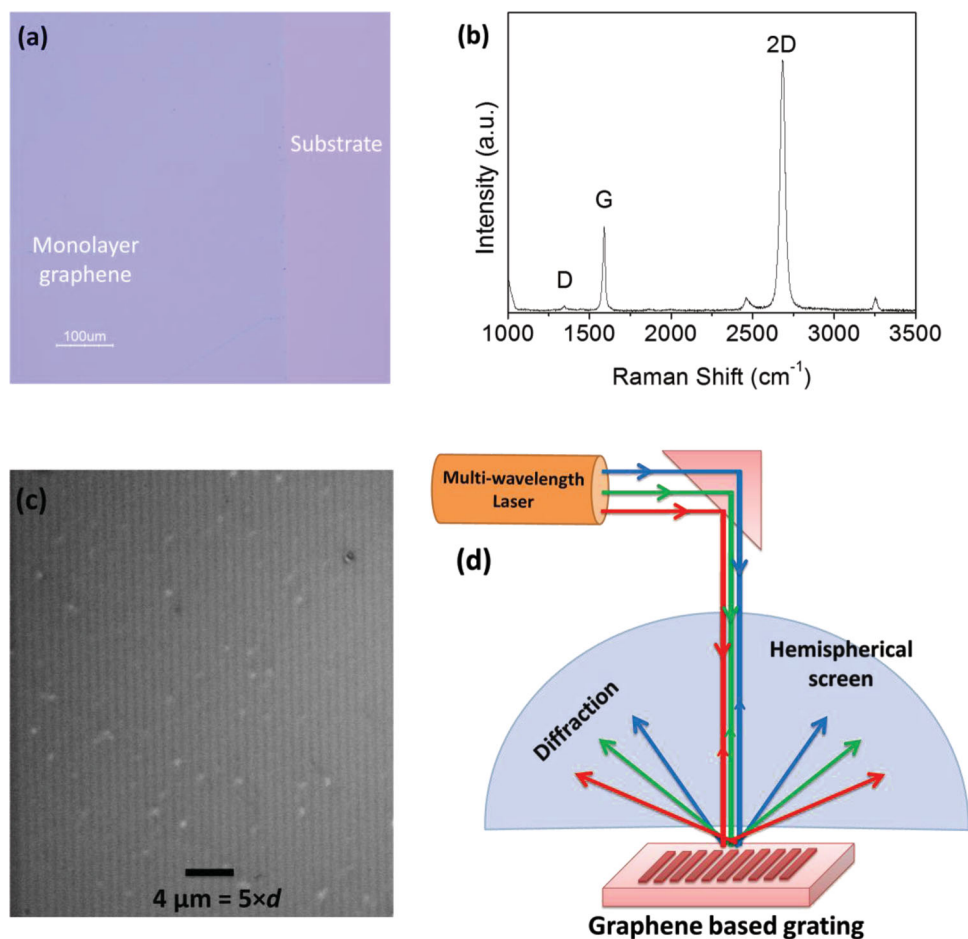 (a)
Substrate
Monolayer
graphene
100um
(b)
2D
G
D
Intensity (a.u.)
1000 1500 2000 2500 3000 3500
Raman Shift (cm⁻¹)
(c)
4 μm = 5×d
Multi-wavelength
Laser
(d)
Hemispherical
screen
Diffraction
Graphene based grating